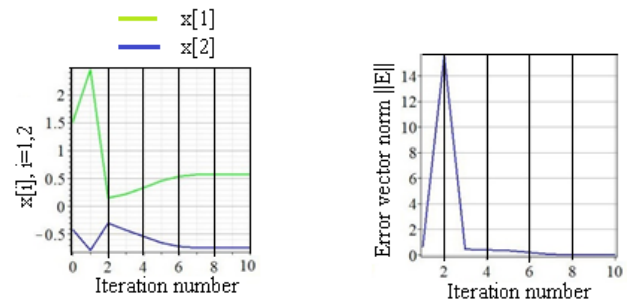 x[1]
x[2]
x[i], i=1,2
2
1.5
1
0.5
0
-0.5
0 2 4 6 8 10
Iteration number
Error vector norm ||E||
14
12
10
8
6
4
2
0
2 4 6 8 10
Iteration number